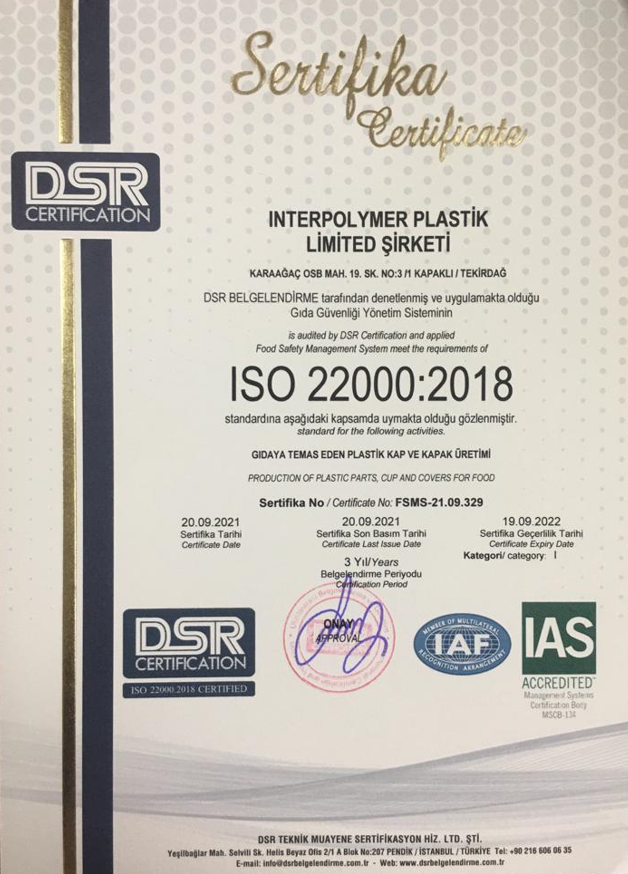 Sertifika
Certificate
DSR
CERTIFICATION
INTERPOLYMER PLASTİK
LİMİTED ŞİRKETİ
KARAAĞAÇ OSB MAH. 19. SK. NO:3 /1 KAPAKLI / TEKİRDAĞ
DSR BELGELENDİRME tarafından denetlenmiş ve uygulamakta olduğu
Gıda Güvenliği Yönetim Sisteminin
is audited by DSR Certification and applied
Food Safety Management System meet the requirements of
ISO 22000:2018
standardına aşağıdaki kapsamda uymakta olduğu gözlenmiştir.
standard for the following activities.
GIDAYA TEMAS EDEN PLASTİK KAP VE KAPAK ÜRETİMİ
PRODUCTION OF PLASTIC PARTS, CUP AND COVERS FOR FOOD
Sertifika No / Certificate No: FSMS-21.09.329
20.09.2021 20.09.2021 19.09.2022
Sertifika Tarihi Sertifika Son Basım Tarihi Sertifika Geçerlilik Tarihi
Certificate Date Certificate Last Issue Date Certificate Expiry Date
Kategori/ category: I
3 Yıl/Years
Belgelendirme Periyodu
Certification Period
ONAY
APPROVAL
DSR
CERTIFICATION
ISO 22000:2018 CERTIFIED
MEMBER OF MULTILATERAL
IAF
RECOGNITION ARRANGEMENT
IAS
ACCREDITED
Management Systems
Certification Body
MSCB-134
DSR TEKNİK MUAYENE SERTİFİKASYON HİZ. LTD. ŞTİ.
Yeşilbağlar Mah. Selvili Sk. Helis Beyaz Ofis 2/1 A Blok No:207 PENDİK / İSTANBUL / TÜRKİYE Tel: +90 216 606 06 35
E-mail: info@dsrbelgelendirme.com.tr - Web: www.dsrbelgelendirme.com.tr